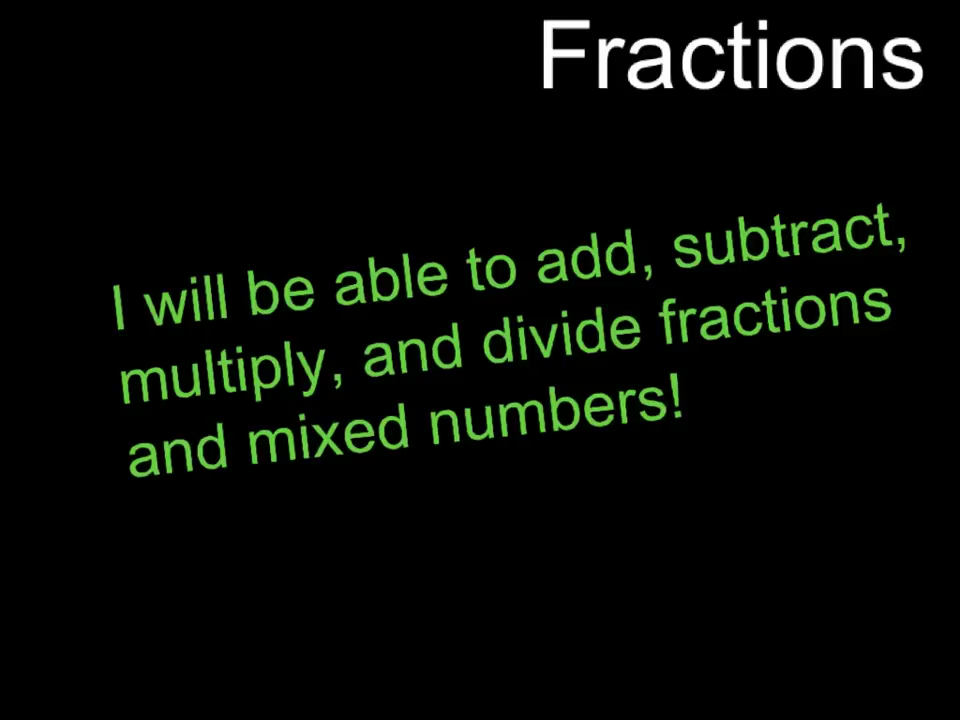 Fractions
I will be able to add, subtract,
multiply, and divide fractions
and mixed numbers!